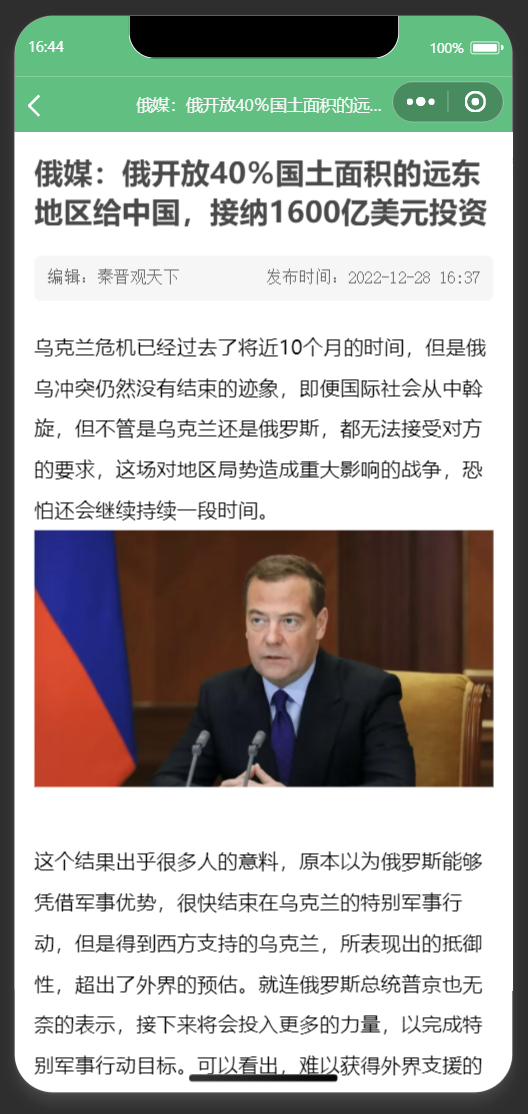 16:44
100%
俄媒：俄开放40%国土面积的远...
俄媒：俄开放40%国土面积的远东
地区给中国，接纳1600亿美元投资
编辑：秦晋观天下 发布时间：2022-12-28 16:37
乌克兰危机已经过去了将近10个月的时间，但是俄
乌冲突仍然没有结束的迹象，即便国际社会从中斡
旋，但不管是乌克兰还是俄罗斯，都无法接受对方
的要求，这场对地区局势造成重大影响的战争，恐
怕还会继续持续一段时间。
这个结果出乎很多人的意料，原本以为俄罗斯能够
凭借军事优势，很快结束在乌克兰的特别军事行
动，但是得到西方支持的乌克兰，所表现出的抵御
性，超出了外界的预估。就连俄罗斯总统普京也无
奈的表示，接下来将会投入更多的力量，以完成特
别军事行动目标。可以看出，难以获得外界支援的